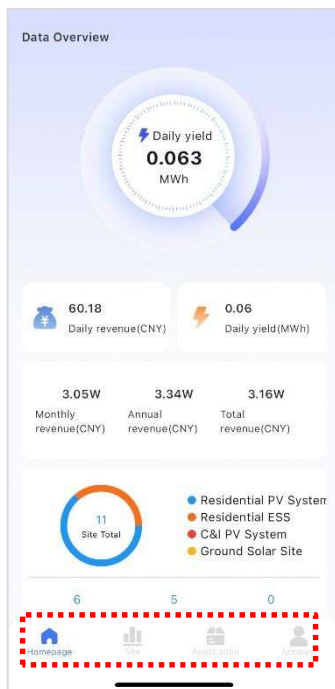 Data Overview
Daily yield
0.063
MWh
60.18
Daily revenue(CNY)
0.06
Daily yield(MWh)
3.05W
3.34W
3.16W
Monthly
revenue(CNY)
Annual
revenue(CNY)
Total
revenue(CNY)
11
Site Total
Residential PV System
Residential ESS
C&I PV System
Ground Solar Site
6
5
0
Homepage
Site
Application
Account